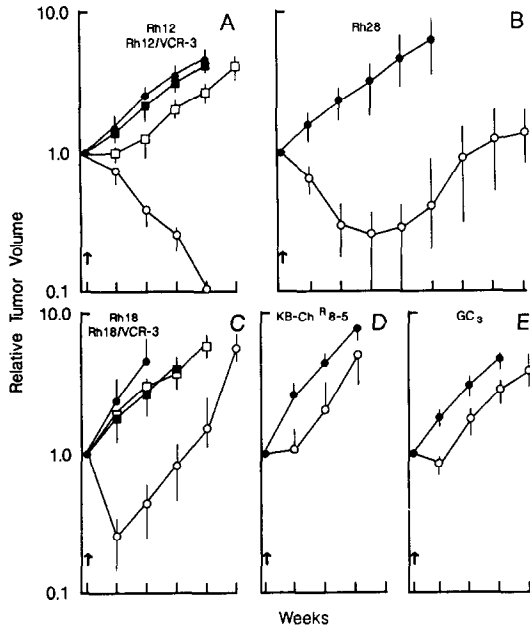 A
Rh12
Rh12/VCR-3
B
Rh28
10.0
1.0
0.1
Relative Tumor Volume
C
Rh18
Rh18/VCR-3
D
KB-Ch R 8-5
E
GC3
10.0
1.0
0.1
Weeks